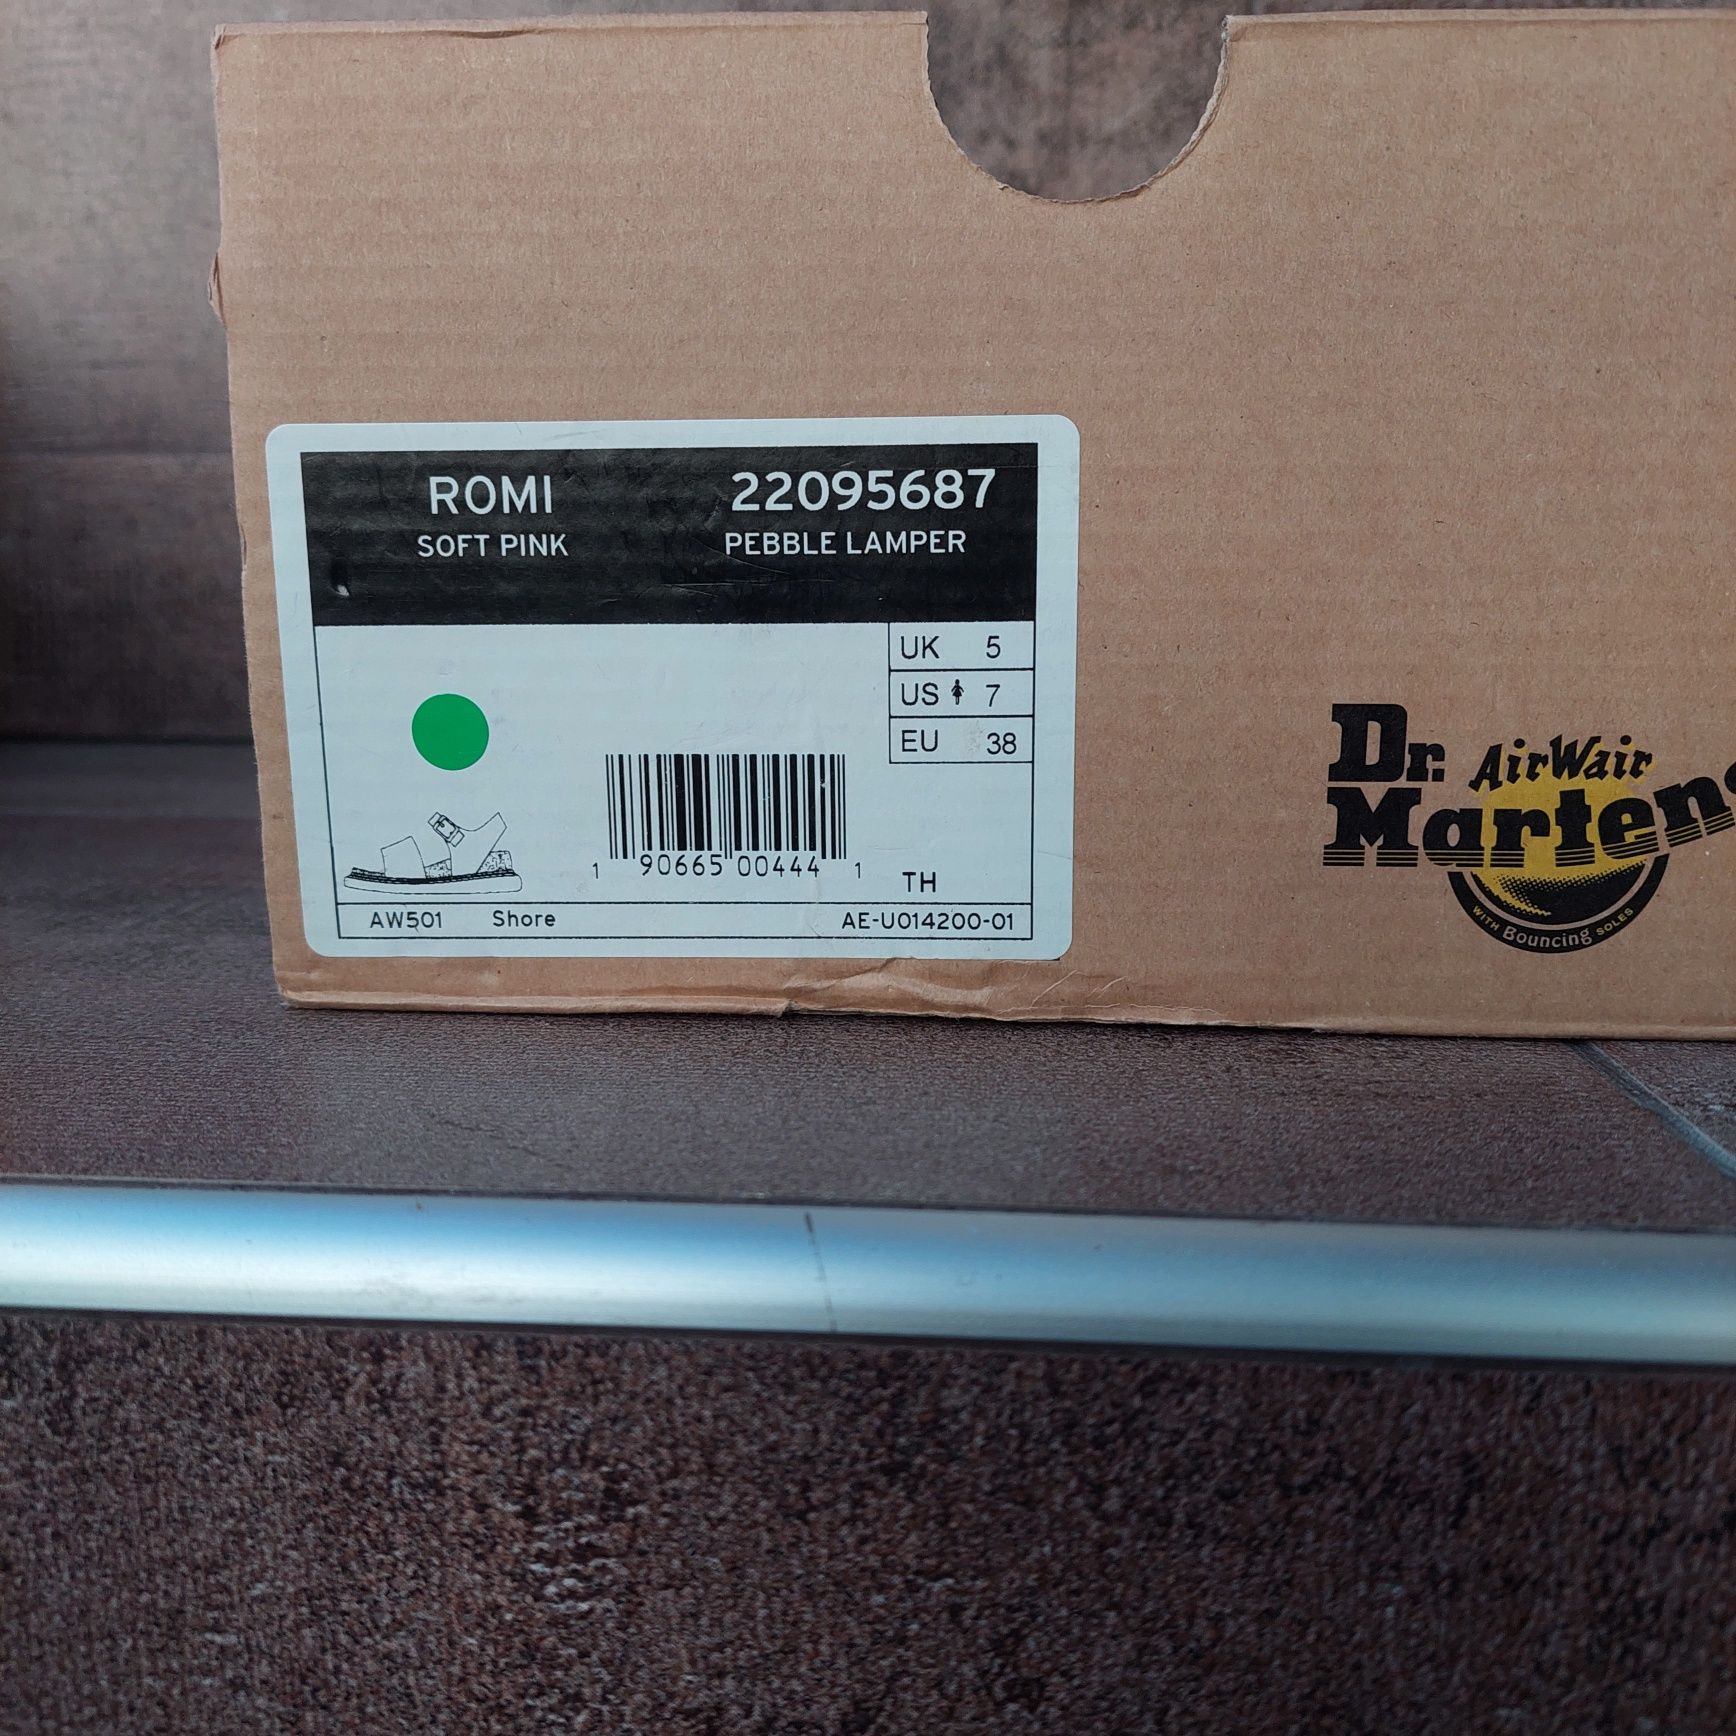 ROMI 22095687
SOFT PINK PEBBLE LAMPER
UK 5
US 7
EU 38
1 90665 00444 1
TH
AW501 Shore AE-U014200-01
Dr. AirWair
Martens
WITH Bouncing SOLES